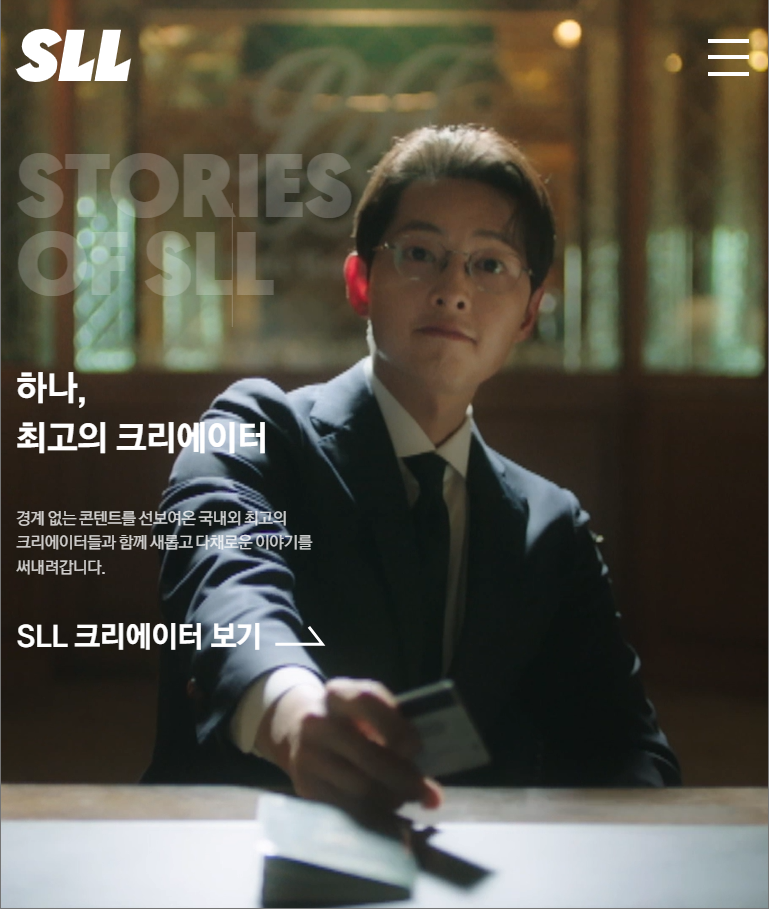 SLL
STORIES
OF SLL
하나,
최고의 크리에이터
경계 없는 콘텐트를 선보여온 국내외 최고의
크리에이터들과 함께 새롭고 다채로운 이야기를
써내려갑니다.
SLL 크리에이터 보기